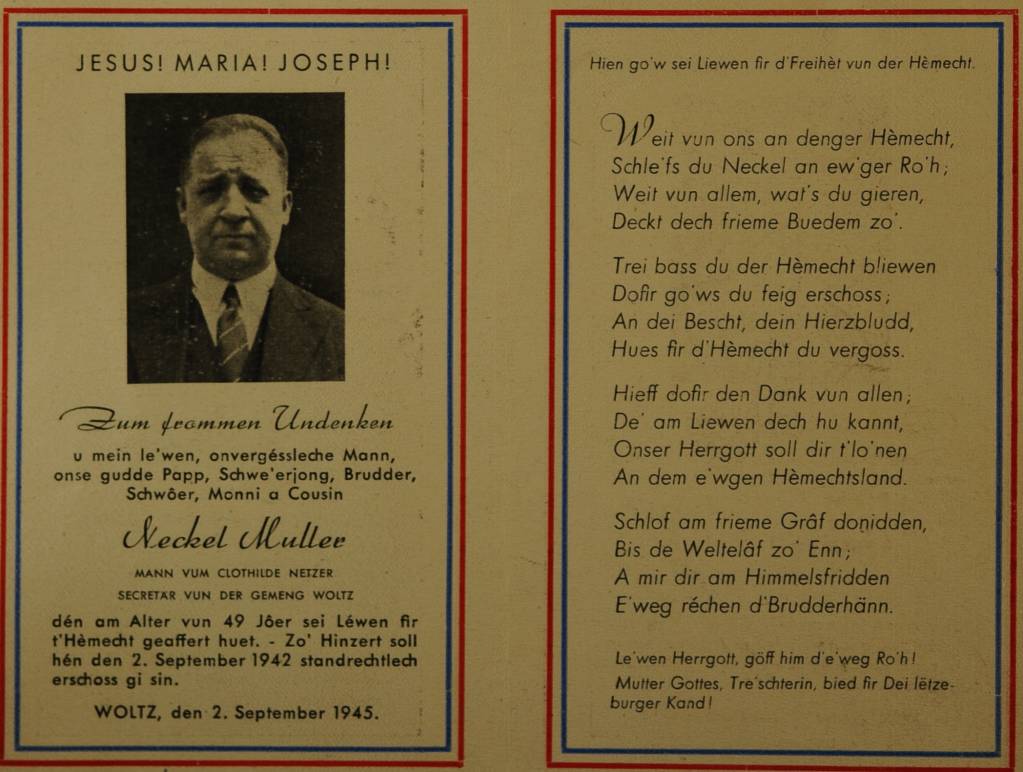 JESUS! MARIA! JOSEPH!
Zum frommen Undenken
u mein le'wen, onvergéssleche Mann,
onse gudde Papp, Schwe'erjong, Brudder,
Schwôer, Monni a Cousin
Neckel Muller
MANN VUM CLOTHILDE NETZER
SECRETÄR VUN DER GEMENG WOLTZ
dén am Alter vun 49 Jôer sei Léwen fir
t'Hèmecht geaffert huet. - Zo' Hinzert soll
hén den 2. September 1942 standrechtlech
erschoss gi sin.
WOLTZ, den 2. September 1945.
Hien go'w sei Liewen fir d'Freihèt vun der Hèmecht.
Weit vun ons an denger Hèmecht,
Schle'fs du Neckel an ew'ger Ro'h;
Weit vun allem, wat's du gieren,
Deckt dech frieme Buedem zo'.
Trei bass du der Hèmecht bliewen
Dofir go'ws du feig erschoss;
An dei Bescht, dein Hierzbludd,
Hues fir d'Hèmecht du vergoss.
Hieff dofir den Dank vun allen;
De' am Liewen dech hu kannt,
Onser Herrgott soll dir t'lo'nen
An dem e'wgen Hèmechtsland.
Schlof am frieme Grâf donidden,
Bis de Weltelâf zo' Enn;
A mir dir am Himmelsfridden
E'weg réchen d'Brudderhänn.
Le'wen Herrgott, göff him d'e'weg Ro'h!
Mutter Gottes, Tre'schterin, bied fir Dei lëtze-
burger Kand!